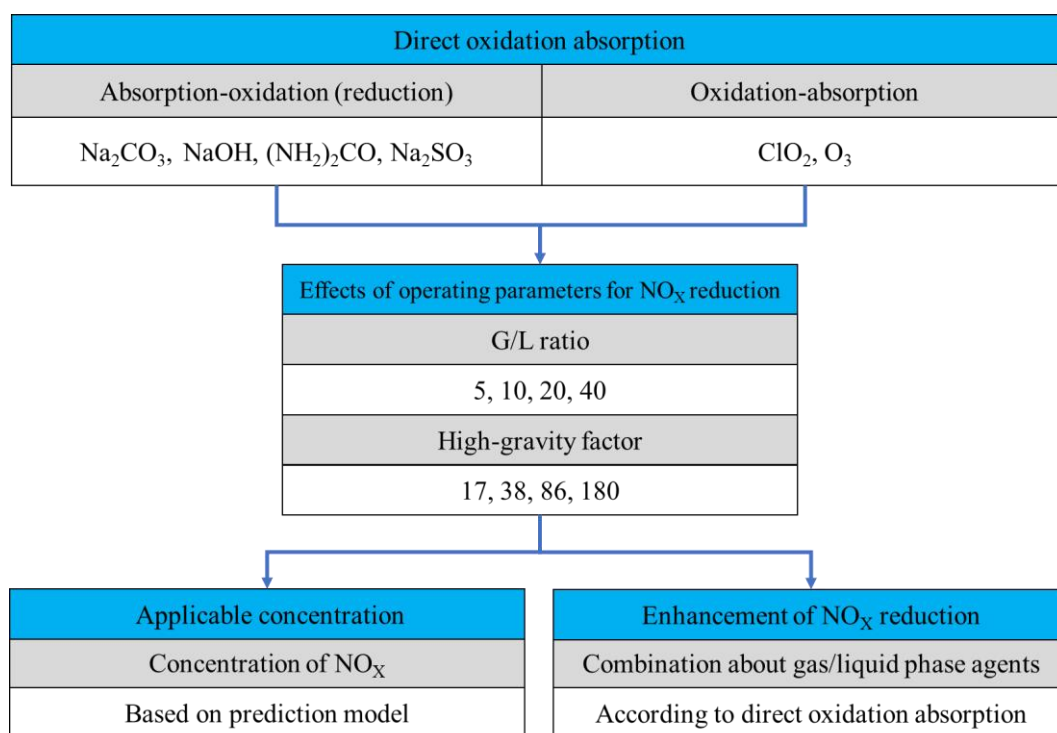 Direct oxidation absorption
Absorption-oxidation (reduction)
Oxidation-absorption
Na₂CO₃, NaOH, (NH₂)₂CO, Na₂SO₃
ClO₂, O₃
Effects of operating parameters for NOₓ reduction
G/L ratio
5, 10, 20, 40
High-gravity factor
17, 38, 86, 180
Applicable concentration
Concentration of NOₓ
Based on prediction model
Enhancement of NOₓ reduction
Combination about gas/liquid phase agents
According to direct oxidation absorption